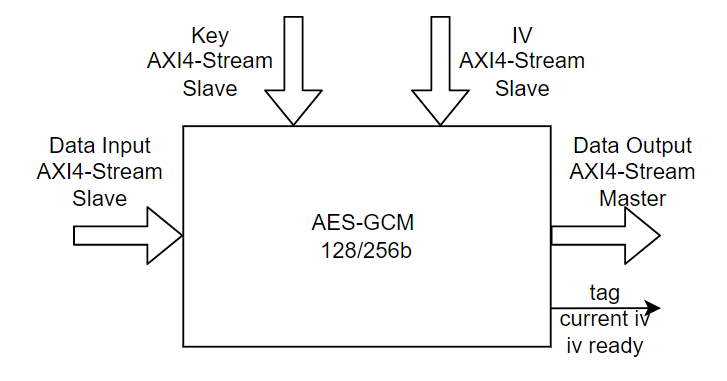 Key
AXI4-Stream
Slave
IV
AXI4-Stream
Slave
Data Input
AXI4-Stream
Slave
AES-GCM
128/256b
Data Output
AXI4-Stream
Master
tag
current iv
iv ready